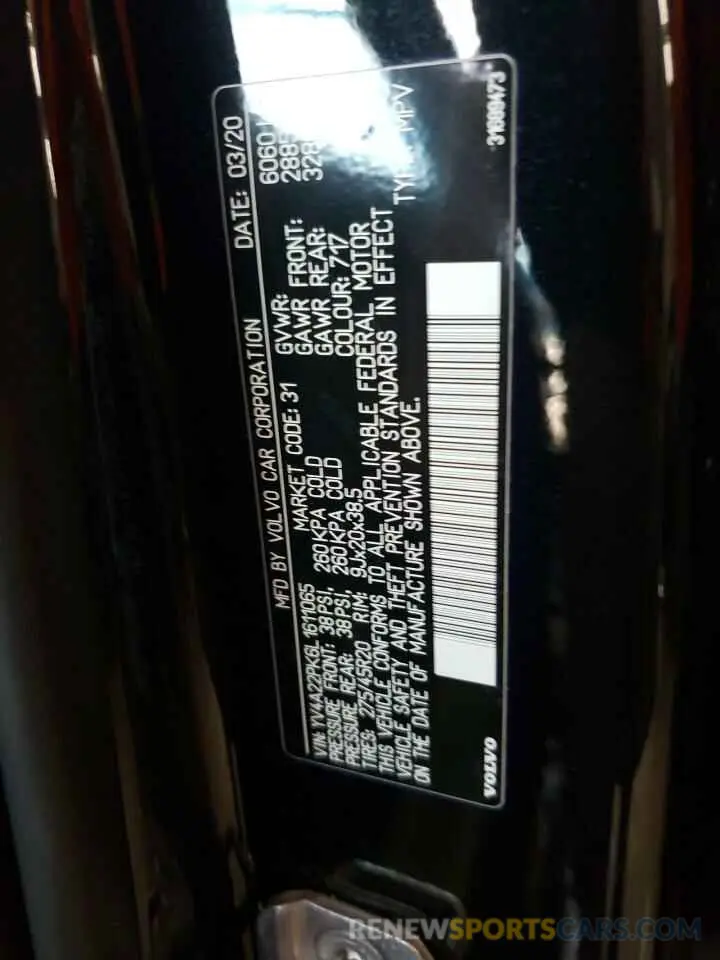 MFD BY VOLVO CAR CORPORATION DATE: 03/20
VIN: YV4A22PK6L1611065 MARKET CODE: 31 GVWR: 6060
PRESSURE FRONT: 38PSI, 260KPA COLD GAWR FRONT:
PRESSURE REAR: 38PSI, 260KPA COLD GAWR REAR:
TIRES: 275/45R20 RIM: 9Jx20x38.5 COLOUR: 717
THIS VEHICLE CONFORMS TO ALL APPLICABLE FEDERAL MOTOR
VEHICLE SAFETY AND THEFT PREVENTION STANDARDS IN EFFECT
ON THE DATE OF MANUFACTURE SHOWN ABOVE. MPV
VOLVO
RENEWSPORTSCARS.COM